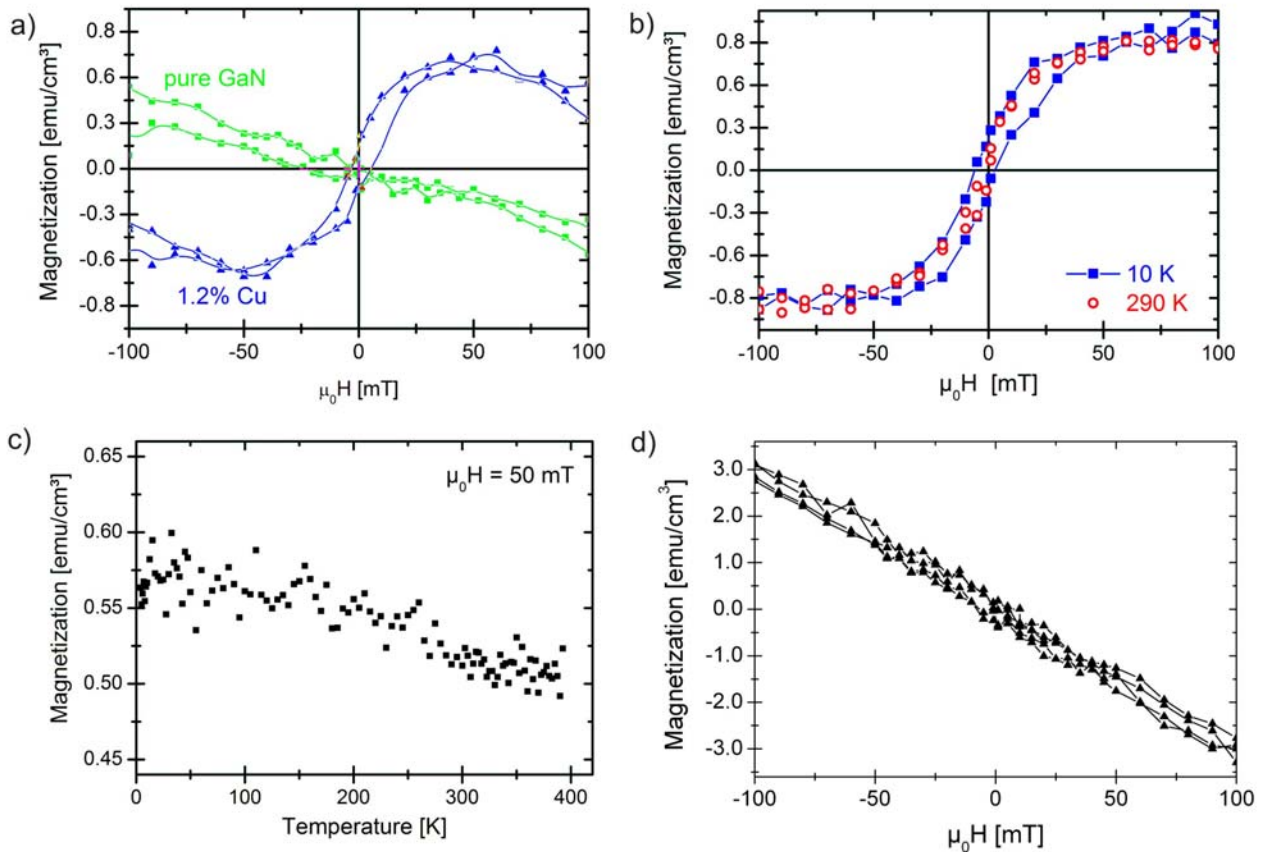 a)
Magnetization [emu/cm³]
0.8
0.6
0.3
0.0
-0.3
-0.6
-0.8
pure GaN
1.2% Cu
-100 -50 0 50 100
μ₀H [mT]
b)
Magnetization [emu/cm³]
0.8
0.6
0.3
0.0
-0.3
-0.6
-0.8
10 K
290 K
-100 -50 0 50 100
μ₀H [mT]
c)
Magnetization [emu/cm³]
0.65
0.60
0.55
0.50
0.45
μ₀H = 50 mT
0 100 200 300 400
Temperature [K]
d)
Magnetization [emu/cm³]
3.0
2.0
1.0
0.0
-1.0
-2.0
-3.0
-100 -50 0 50 100
μ₀H [mT]